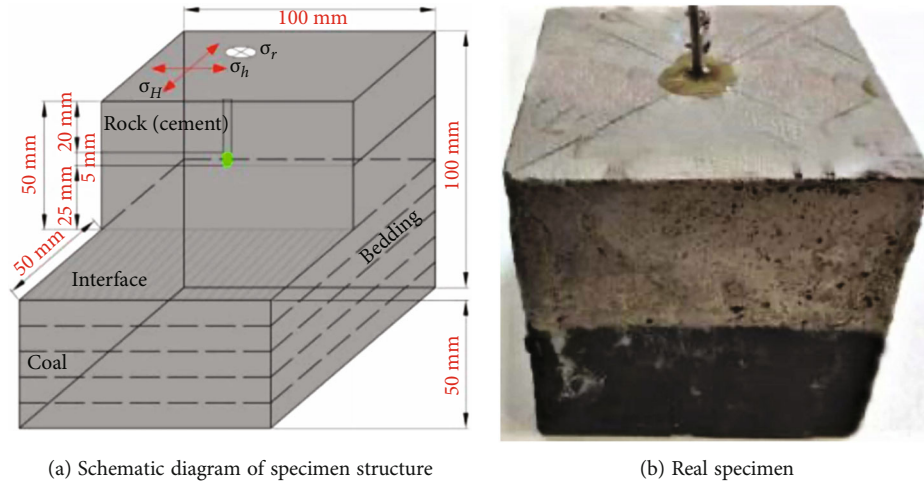 100 mm
σr
σh
σH
Rock (cement)
50 mm
20 mm
5 mm
25 mm
100 mm
50 mm
Bedding
Interface
Coal
50 mm
(a) Schematic diagram of specimen structure
(b) Real specimen